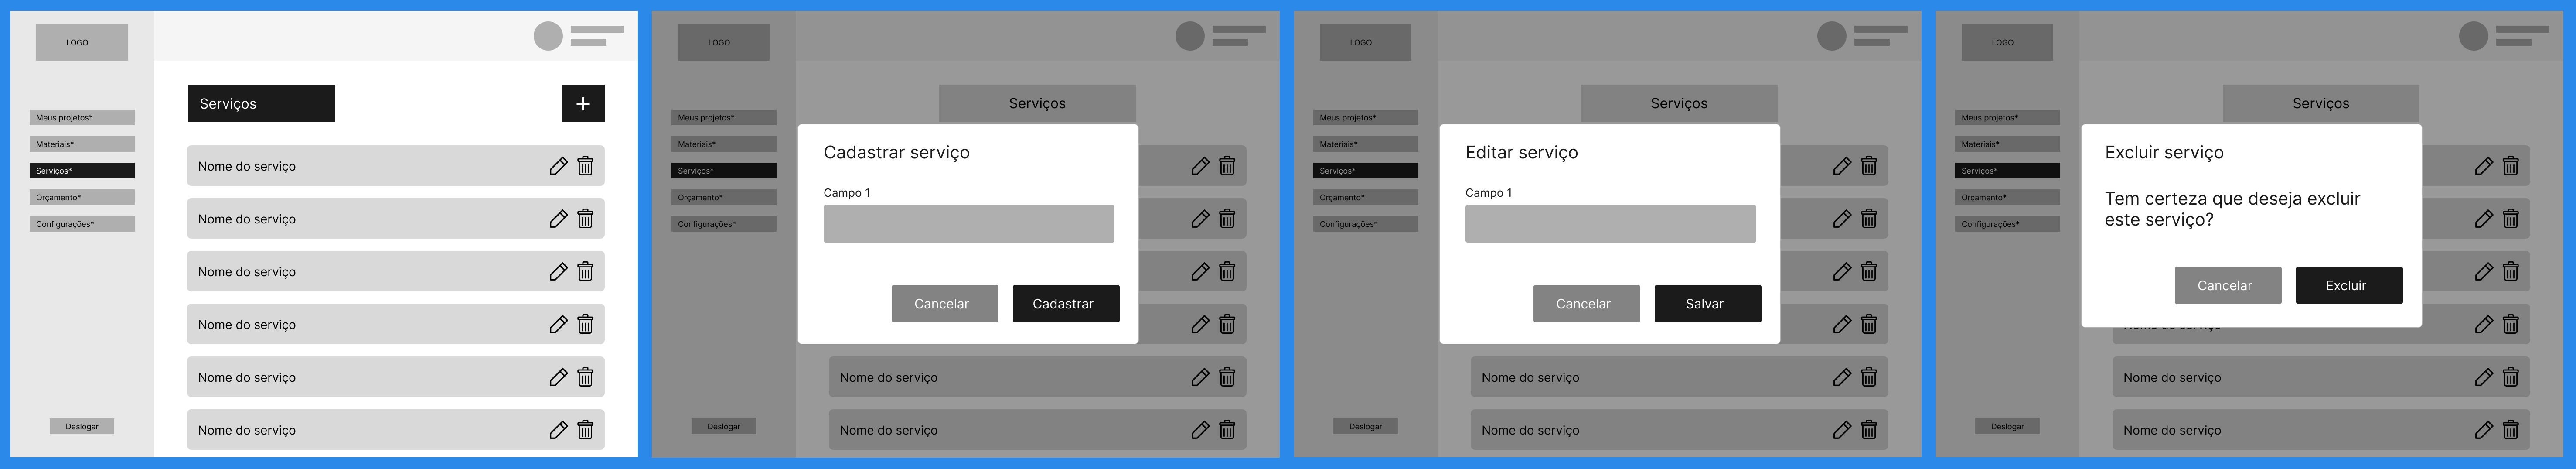 LOGO
Meus projetos*
Materiais*
Serviços*
Orçamento*
Configurações*
Deslogar
Serviços
+
Nome do serviço
Nome do serviço
Nome do serviço
Nome do serviço
Nome do serviço
Nome do serviço
LOGO
Meus projetos*
Materiais*
Serviços*
Orçamento*
Configurações*
Deslogar
Serviços
Cadastrar serviço
Campo 1
Cancelar
Cadastrar
Nome do serviço
Nome do serviço
LOGO
Meus projetos*
Materiais*
Serviços*
Orçamento*
Configurações*
Deslogar
Serviços
Editar serviço
Campo 1
Cancelar
Salvar
Nome do serviço
Nome do serviço
LOGO
Meus projetos*
Materiais*
Serviços*
Orçamento*
Configurações*
Deslogar
Serviços
Excluir serviço
Tem certeza que deseja excluir
este serviço?
Cancelar
Excluir
Nome do serviço
Nome do serviço